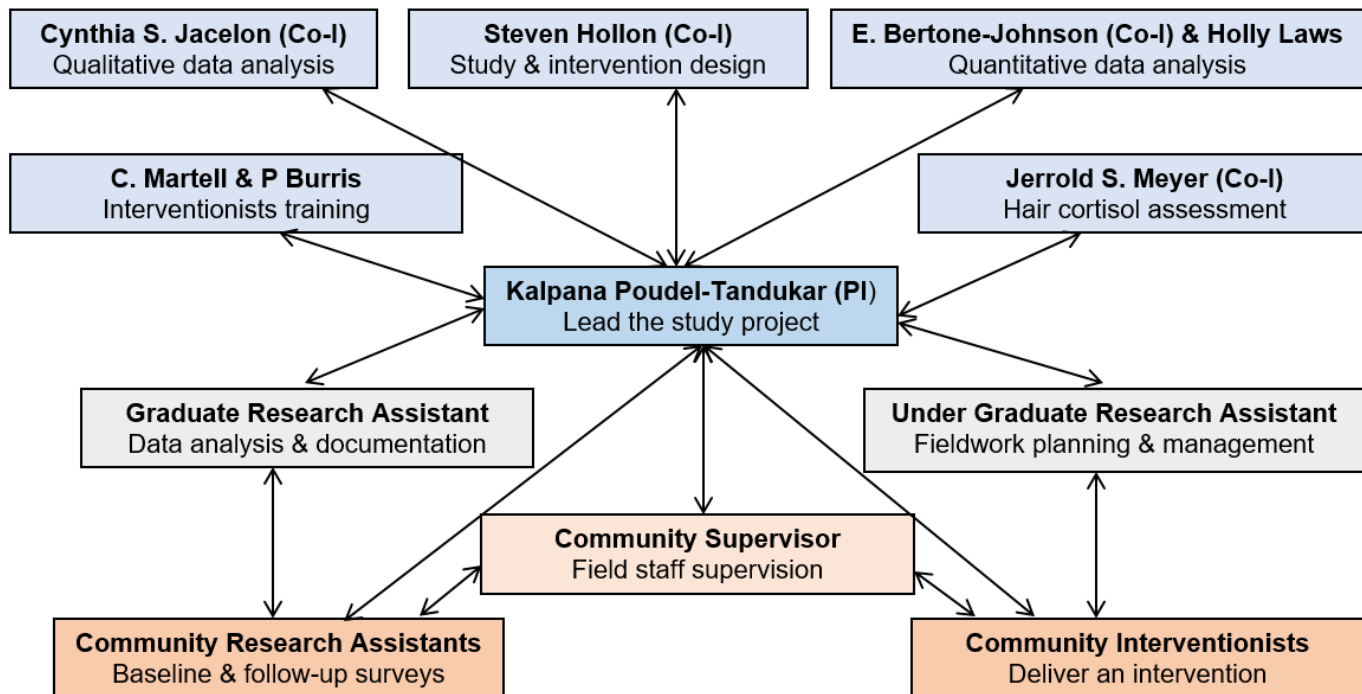 Cynthia S. Jacelon (Co-I)
Qualitative data analysis
Steven Hollon (Co-I)
Study & intervention design
E. Bertone-Johnson (Co-I) & Holly Laws
Quantitative data analysis
C. Martell & P Burris
Interventionists training
Jerrold S. Meyer (Co-I)
Hair cortisol assessment
Kalpana Poudel-Tandukar (PI)
Lead the study project
Graduate Research Assistant
Data analysis & documentation
Under Graduate Research Assistant
Fieldwork planning & management
Community Supervisor
Field staff supervision
Community Research Assistants
Baseline & follow-up surveys
Community Interventionists
Deliver an intervention